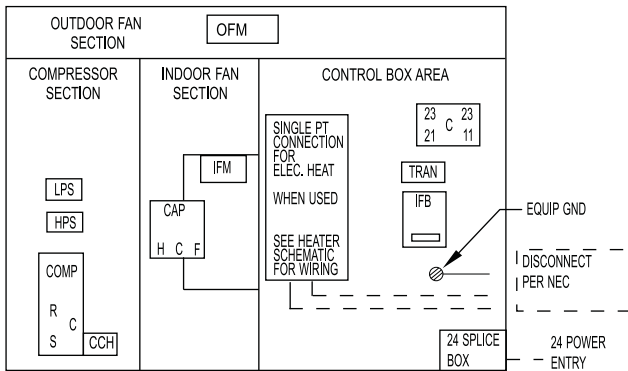 OUTDOOR FAN
SECTION
OFM
COMPRESSOR
SECTION
INDOOR FAN
SECTION
CONTROL BOX AREA
LPS
HPS
COMP
R
C
S
CCH
IFM
CAP
H C F
SINGLE PT
CONNECTION
FOR
ELEC. HEAT
WHEN USED
SEE HEATER
SCHEMATIC
FOR WIRING
23 C 23
21 11
TRAN
IFB
EQUIP GND
DISCONNECT
PER NEC
24 SPLICE
BOX
24 POWER
ENTRY